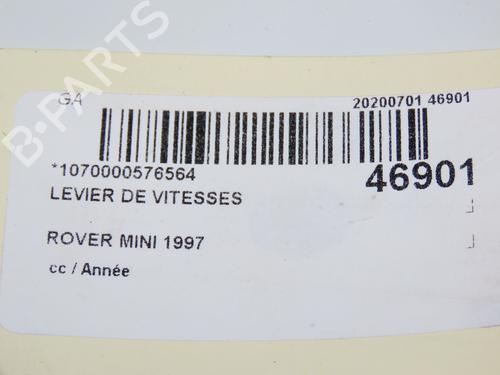 GA 20200701 46901
*1070000576564 46901
LEVIER DE VITESSES
ROVER MINI 1997
cc / Année
B-PARTS